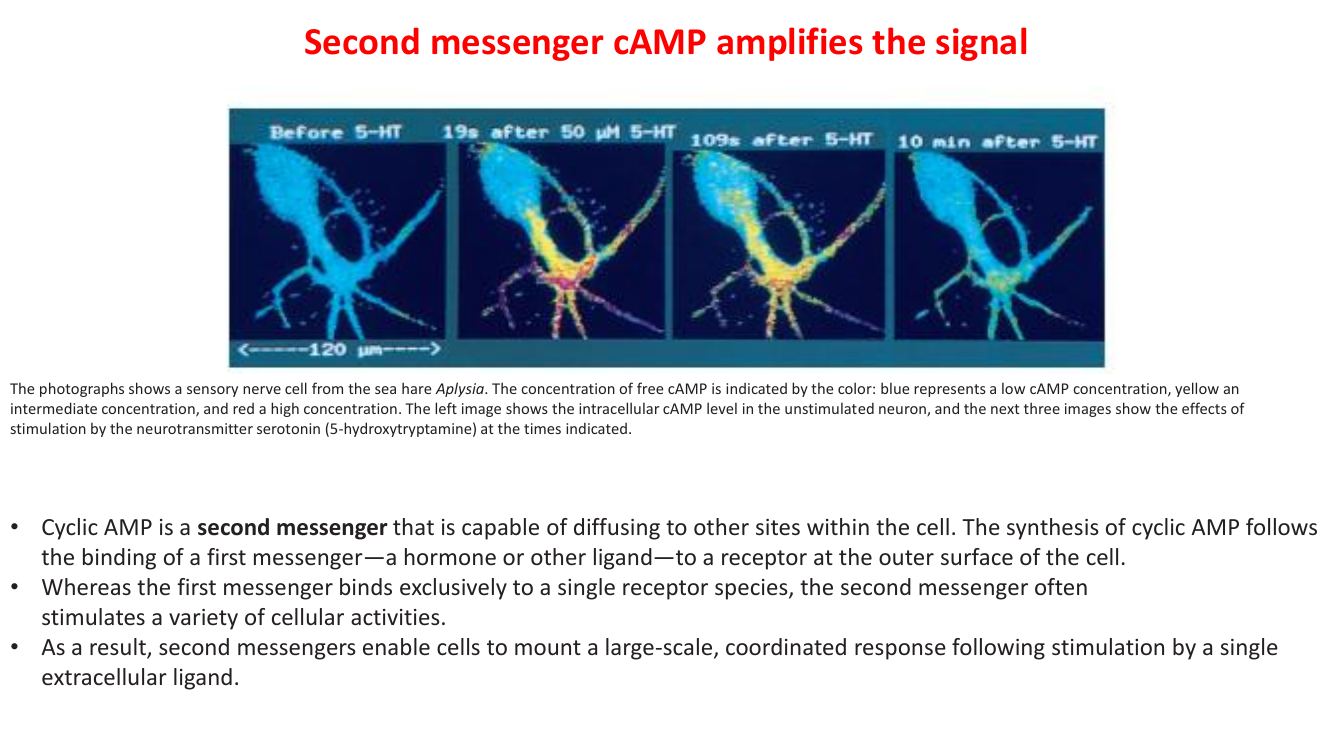 Second messenger cAMP amplifies the signal
Before 5-HT
19s after 50 µM 5-HT
109s after 5-HT
10 min after 5-HT
<-----120 µm---->
The photographs shows a sensory nerve cell from the sea hare Aplysia. The concentration of free cAMP is indicated by the color: blue represents a low cAMP concentration, yellow an
intermediate concentration, and red a high concentration. The left image shows the intracellular cAMP level in the unstimulated neuron, and the next three images show the effects of
stimulation by the neurotransmitter serotonin (5-hydroxytryptamine) at the times indicated.
• Cyclic AMP is a second messenger that is capable of diffusing to other sites within the cell. The synthesis of cyclic AMP follows
the binding of a first messenger—a hormone or other ligand—to a receptor at the outer surface of the cell.
• Whereas the first messenger binds exclusively to a single receptor species, the second messenger often
stimulates a variety of cellular activities.
• As a result, second messengers enable cells to mount a large-scale, coordinated response following stimulation by a single
extracellular ligand.